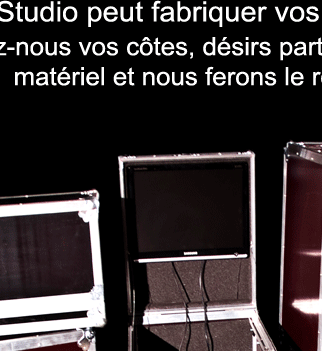 Studio peut fabriquer vos
z-nous vos côtes, désirs part
matériel et nous ferons le r